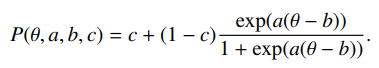 P(θ, a, b, c) = c + (1 − c) exp(a(θ − b)) / 1 + exp(a(θ − b)).